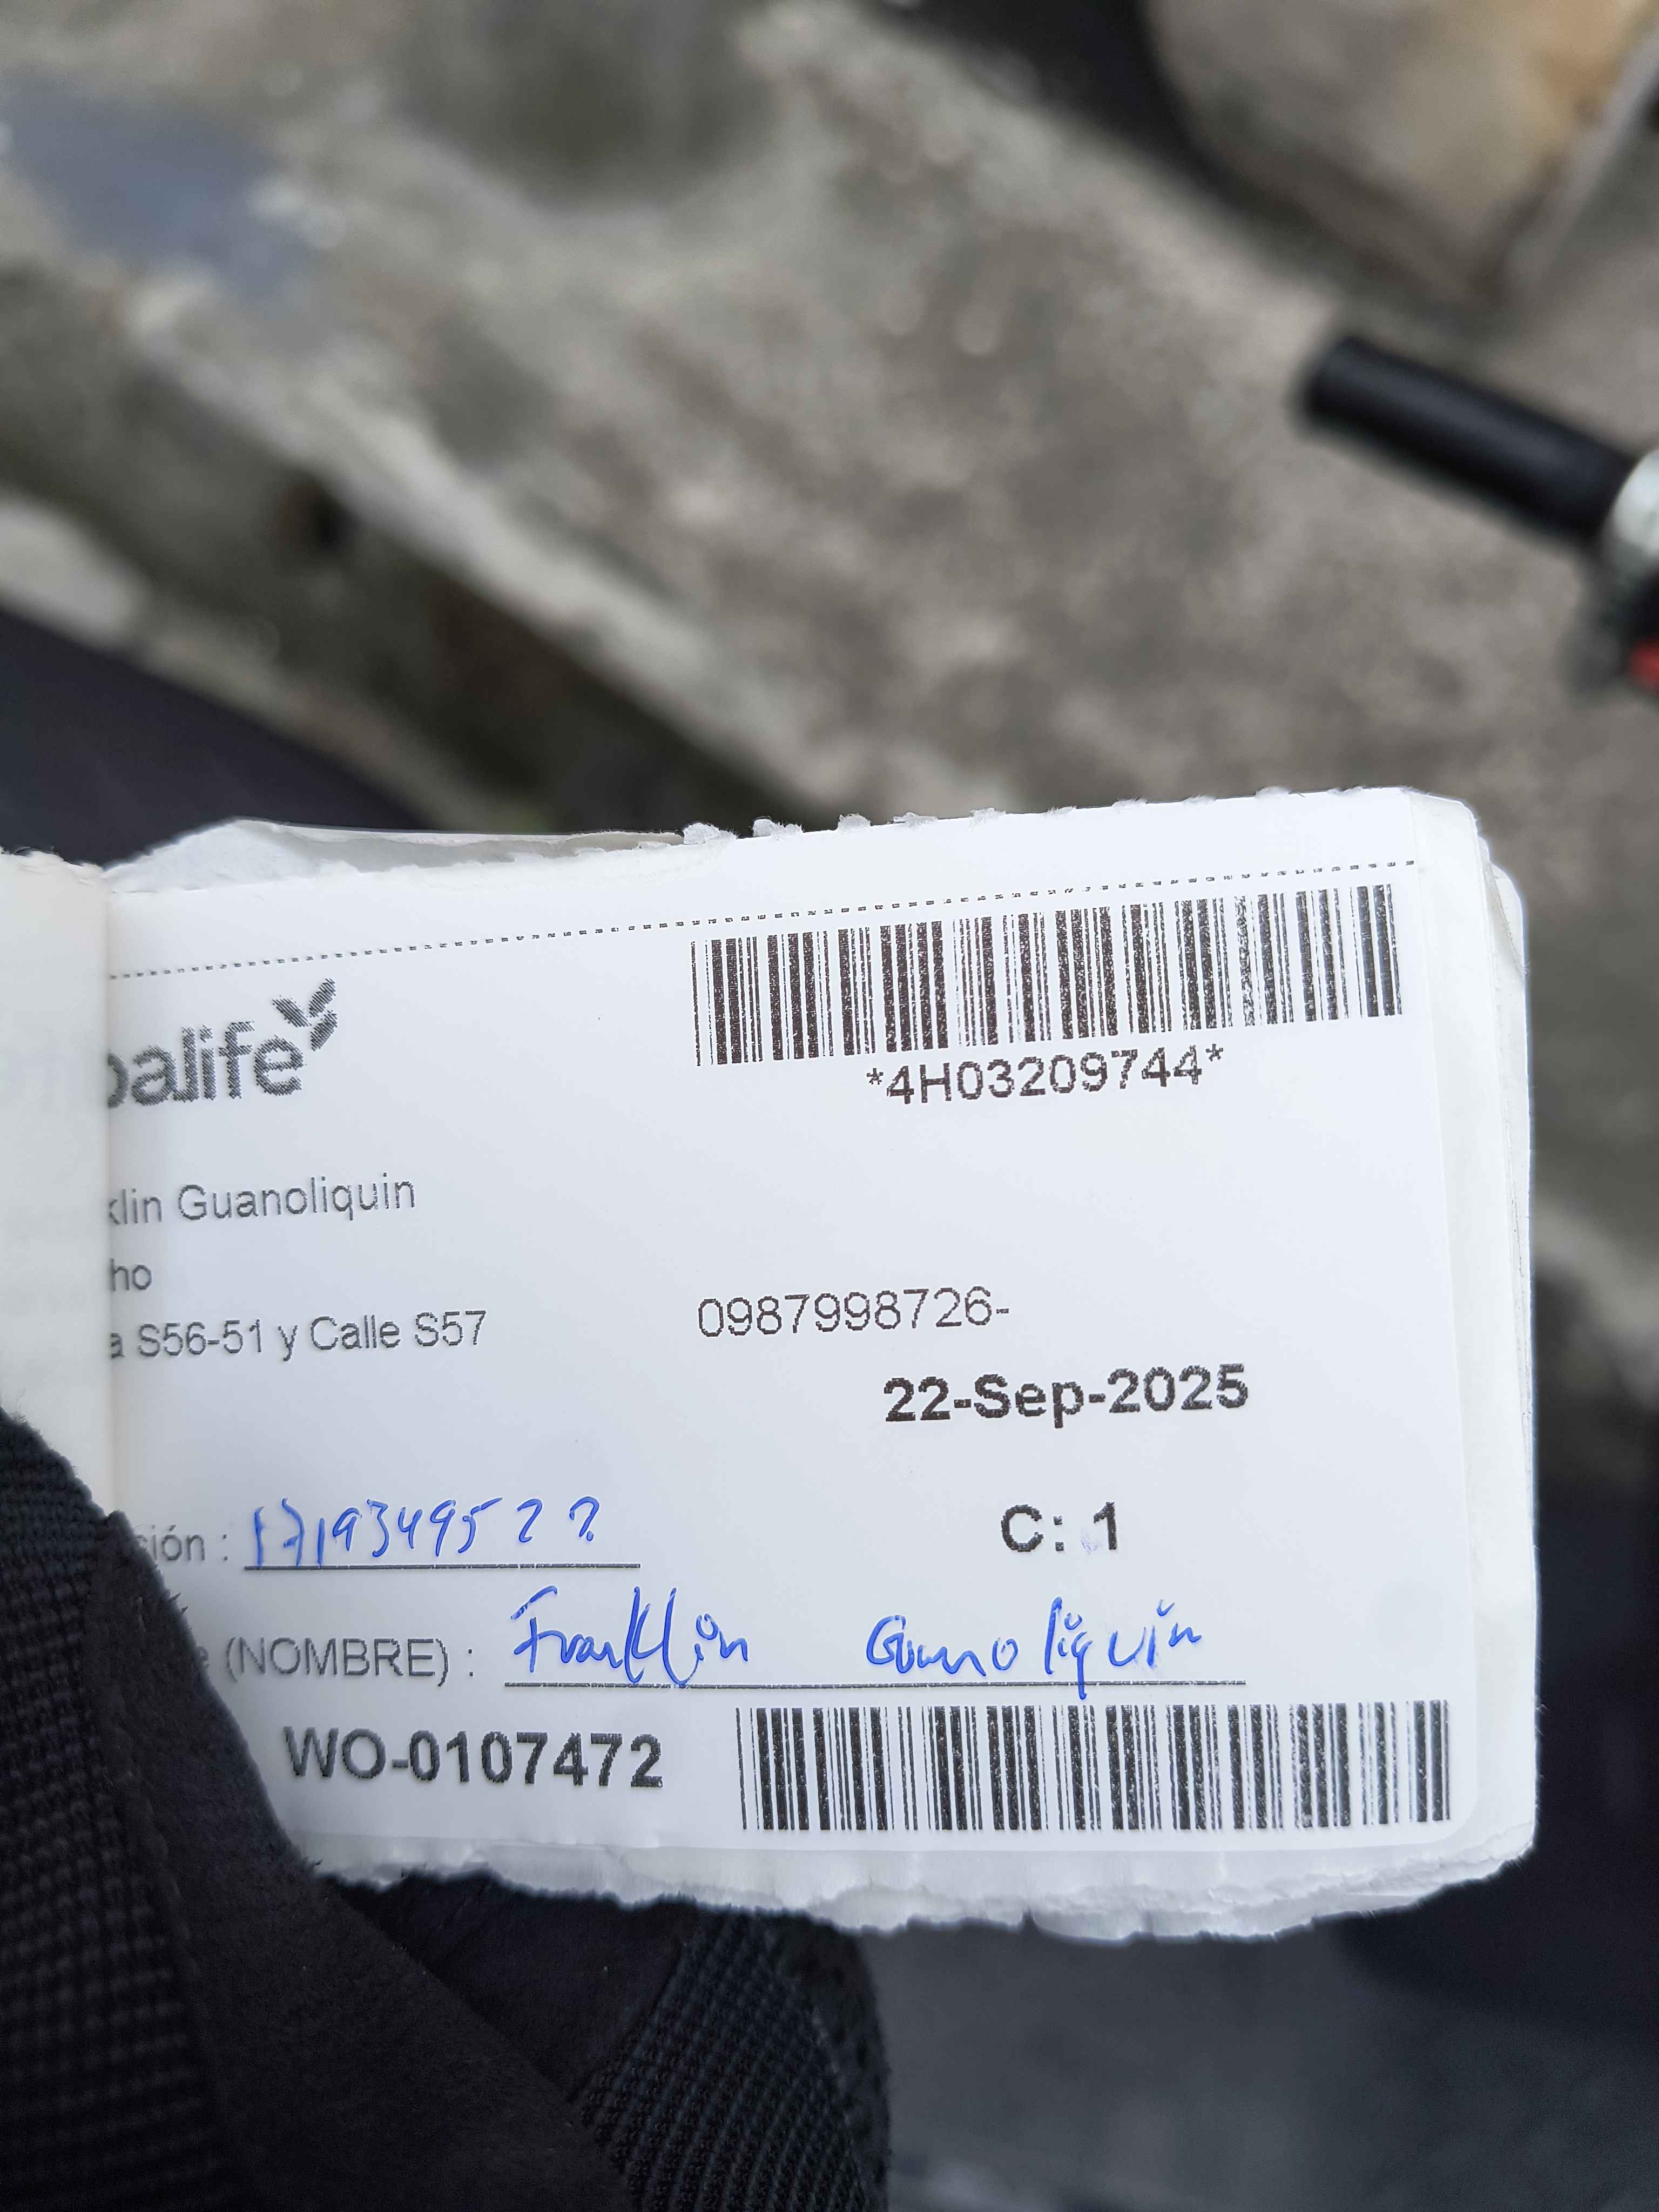 balife
*4H03209744*
klin Guanoliquin
ho
a S56-51 y Calle S57
0987998726-
22-Sep-2025
ción : 1719349522
C: 1
e (NOMBRE) : Franklin Guanoliquin
WO-0107472